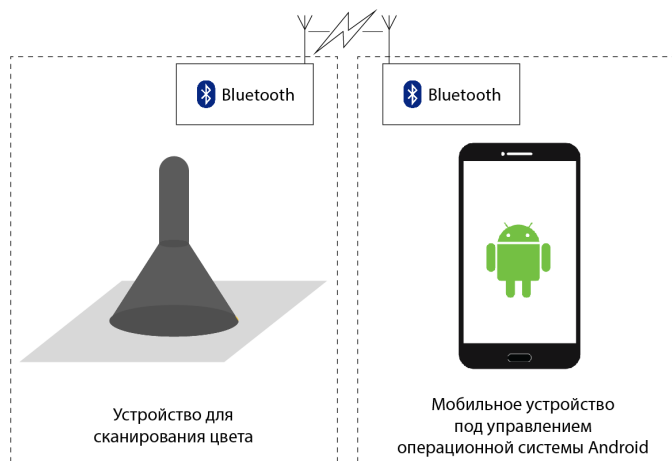 Bluetooth
Bluetooth
Устройство для
сканирования цвета
Мобильное устройство
под управлением
операционной системы Android